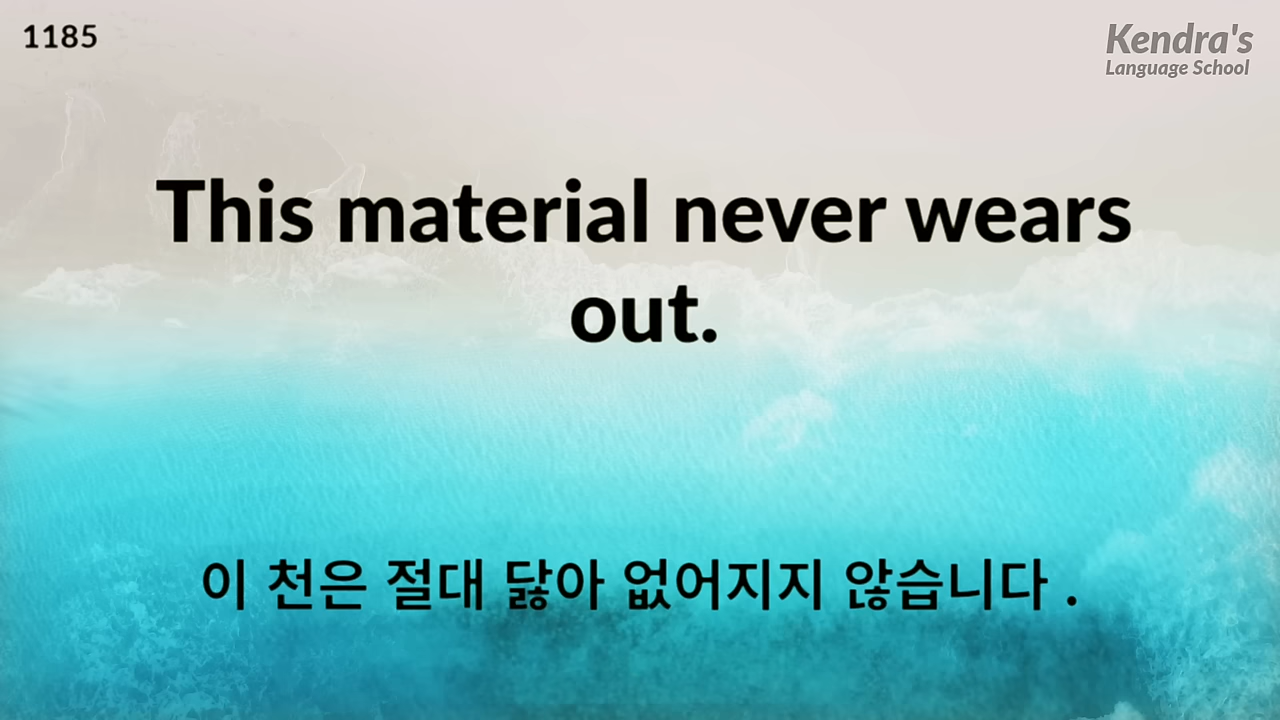 1185
Kendra's
Language School
This material never wears
out.
이 천은 절대 닳아 없어지지 않습니다 .